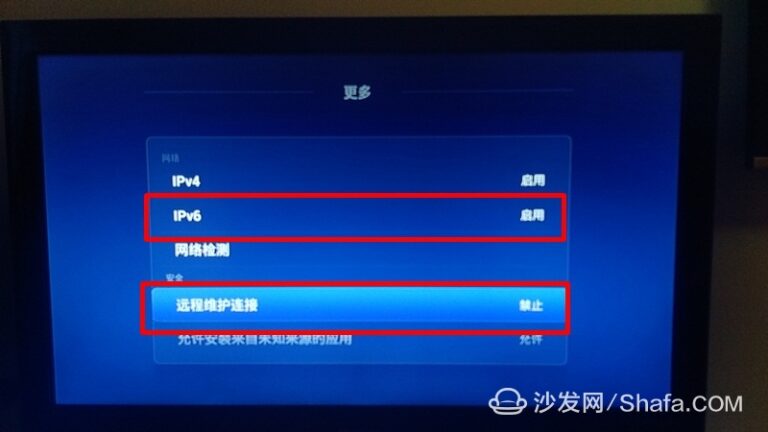 更多
网络
IPv4 启用
IPv6 启用
网络检测
安全
远程维护连接 禁止
允许安装来自未知来源的应用 允许
沙发网/Shafa.COM